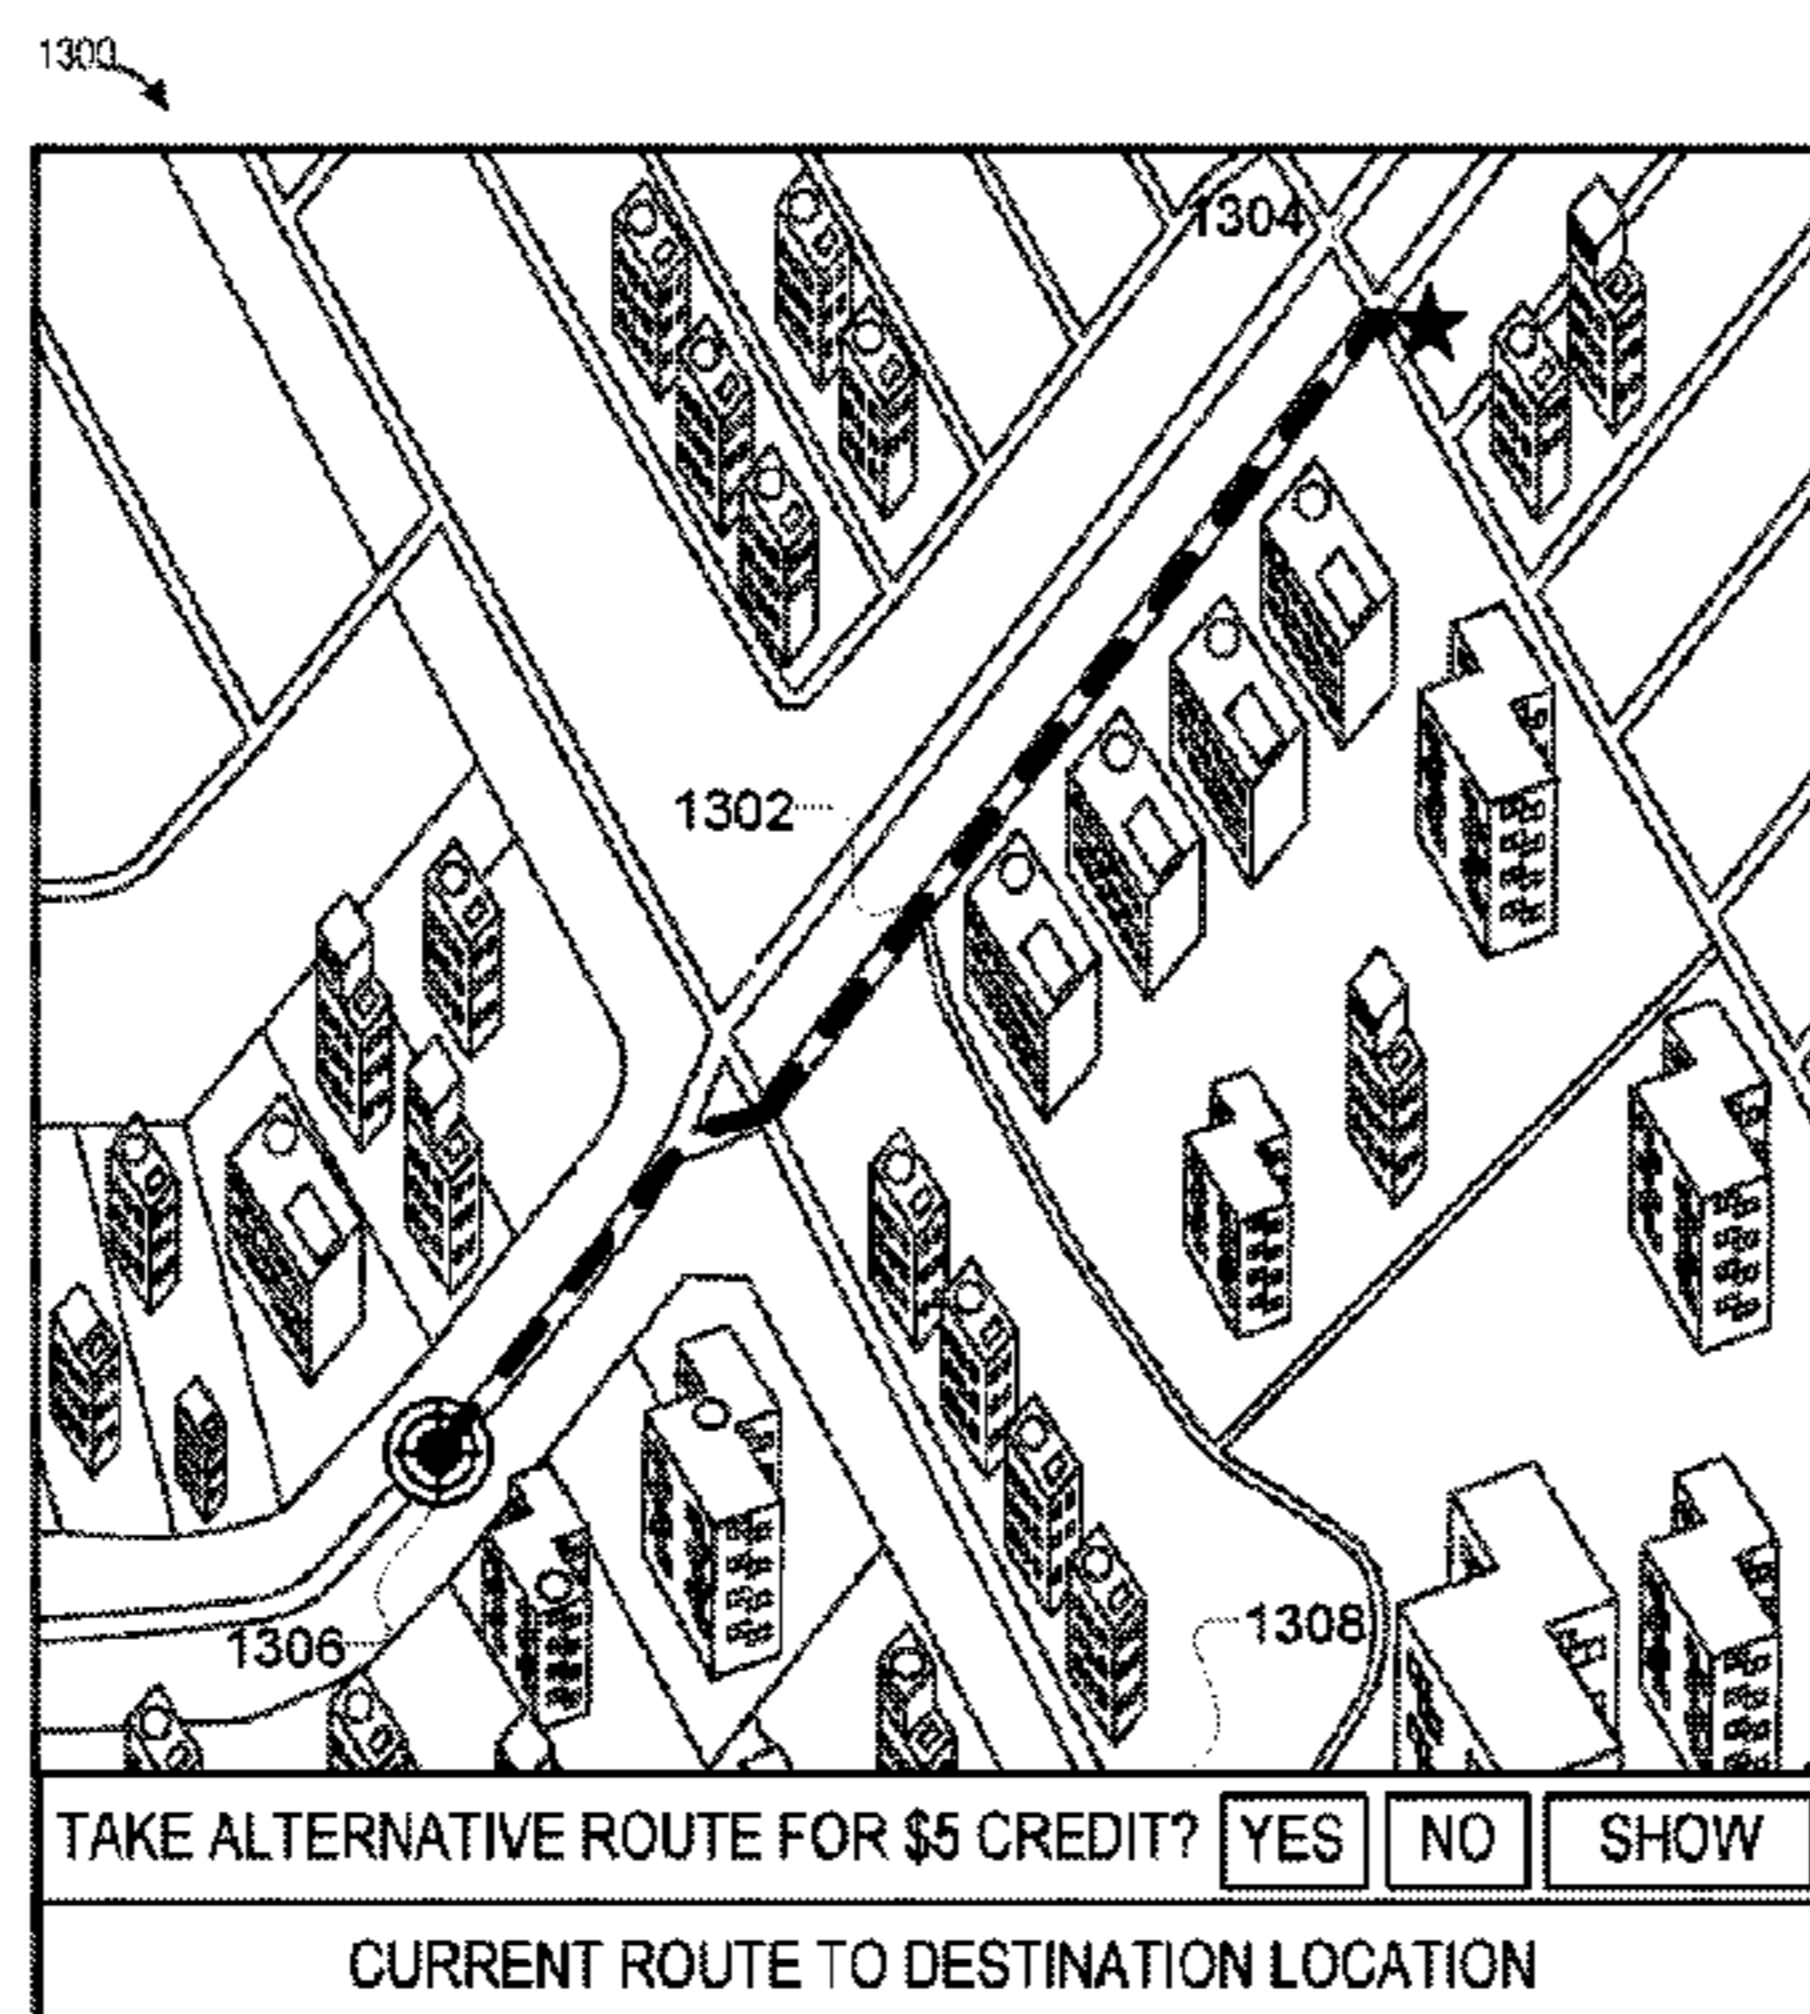 1300
1304
1302
1308
1306
TAKE ALTERNATIVE ROUTE FOR $5 CREDIT? YES NO SHOW
CURRENT ROUTE TO DESTINATION LOCATION